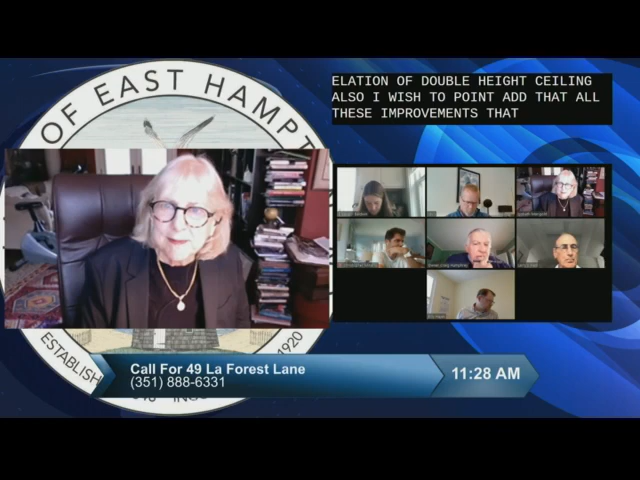 OF EAST HAMPT
ELATION OF DOUBLE HEIGHT CEILING
ALSO I WISH TO POINT ADD THAT ALL
THESE IMPROVEMENTS THAT
ESTABLISH
1920
Call For 49 La Forest Lane
(351) 888-6331
11:28 AM